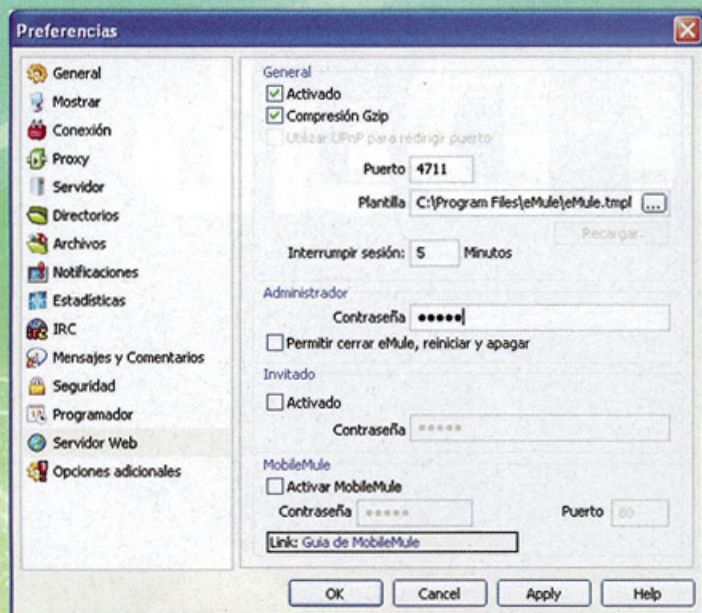 Preferencias
General
Mostrar
Conexión
Proxy
Servidor
Directorios
Archivos
Notificaciones
Estadísticas
IRC
Mensajes y Comentarios
Seguridad
Programador
Servidor Web
Opciones adicionales
General
Activado
Compresión Gzip
Utilizar UPnP para redirigir puerto
Puerto 4711
Plantilla C:\Program Files\eMule\eMule.tmpl ...
Recargar
Interrumpir sesión: 5 Minutos
Administrador
Contraseña •••••
Permitir cerrar eMule, reiniciar y apagar
Invitado
Activado
Contraseña •••••
MobileMule
Activar MobileMule
Contraseña ••••• Puerto 80
Link: Guia de MobileMule
OK Cancel Apply Help